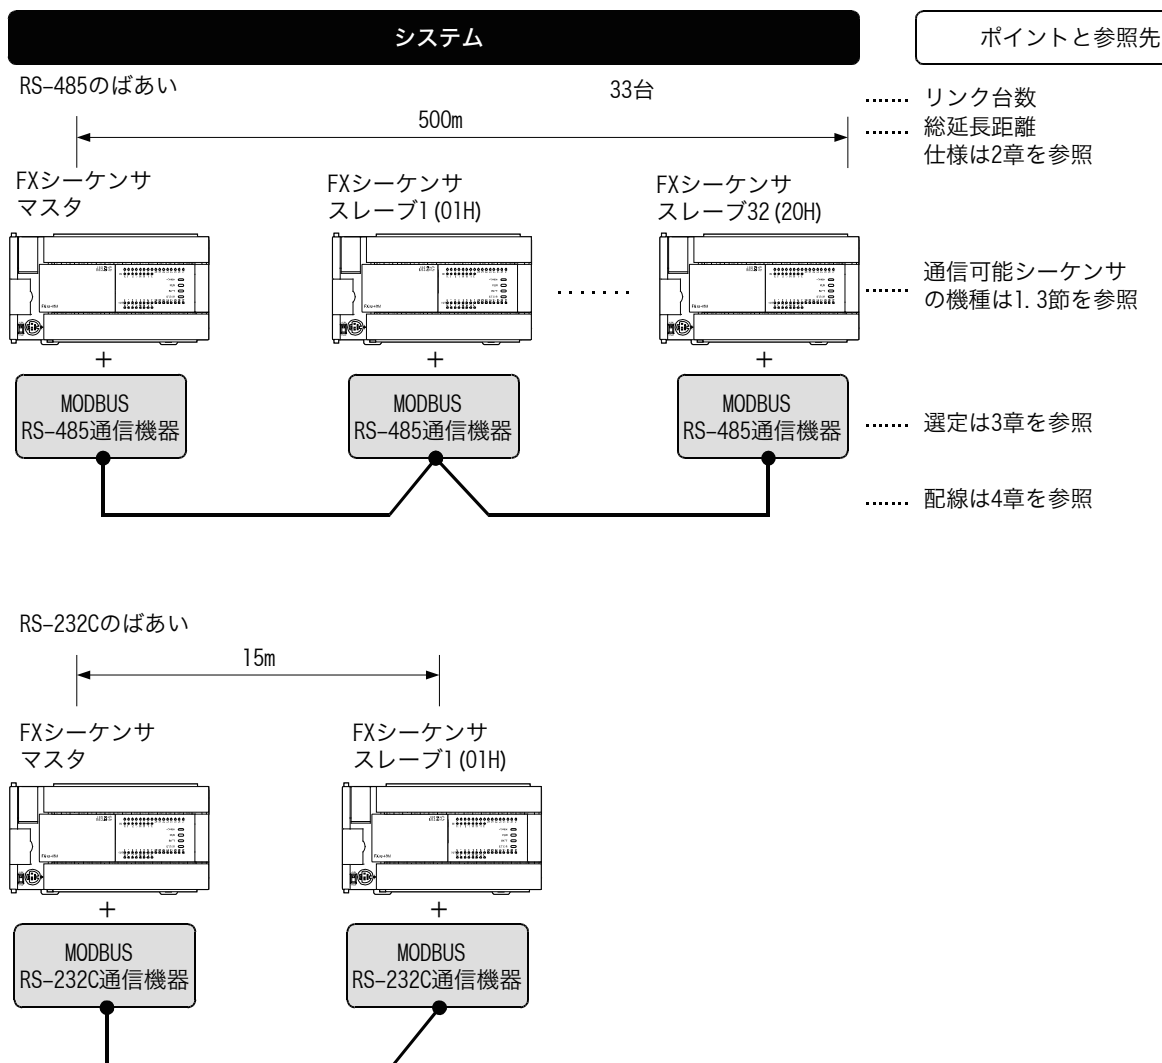 システム
ポイントと参照先
RS-485のばあい
33台
リンク台数
500m
総延長距離
仕様は2章を参照
FXシーケンサ
マスタ
FXシーケンサ
スレーブ1(01H)
FXシーケンサ
スレーブ32(20H)
通信可能シーケンサ
の機種は1.3節を参照
+
+
+
MODBUS
RS-485通信機器
MODBUS
RS-485通信機器
MODBUS
RS-485通信機器
選定は3章を参照
配線は4章を参照
RS-232Cのばあい
15m
FXシーケンサ
マスタ
FXシーケンサ
スレーブ1(01H)
+
+
MODBUS
RS-232C通信機器
MODBUS
RS-232C通信機器